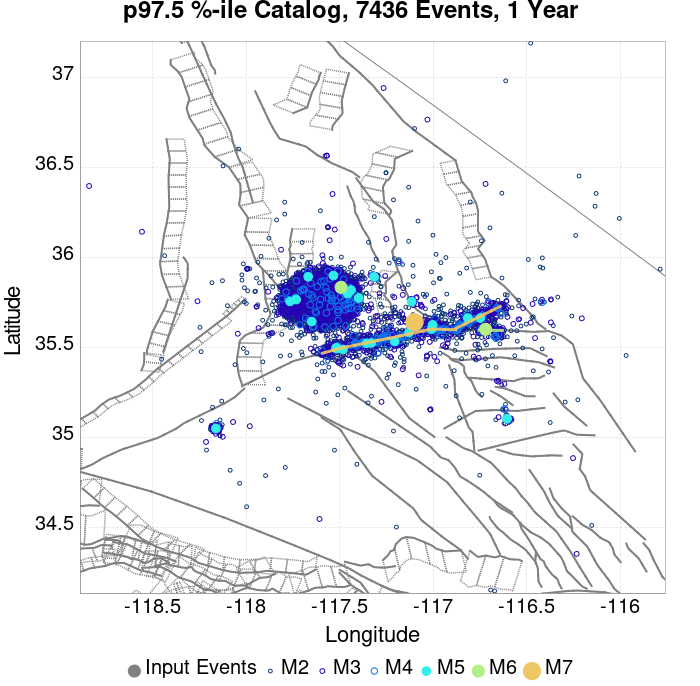 p97.5 %-ile Catalog, 7436 Events, 1 Year
37
36.5
36
35.5
35
34.5
Latitude
-118.5 -118 -117.5 -117 -116.5 -116
Longitude
Input Events M2 M3 M4 M5 M6 M7